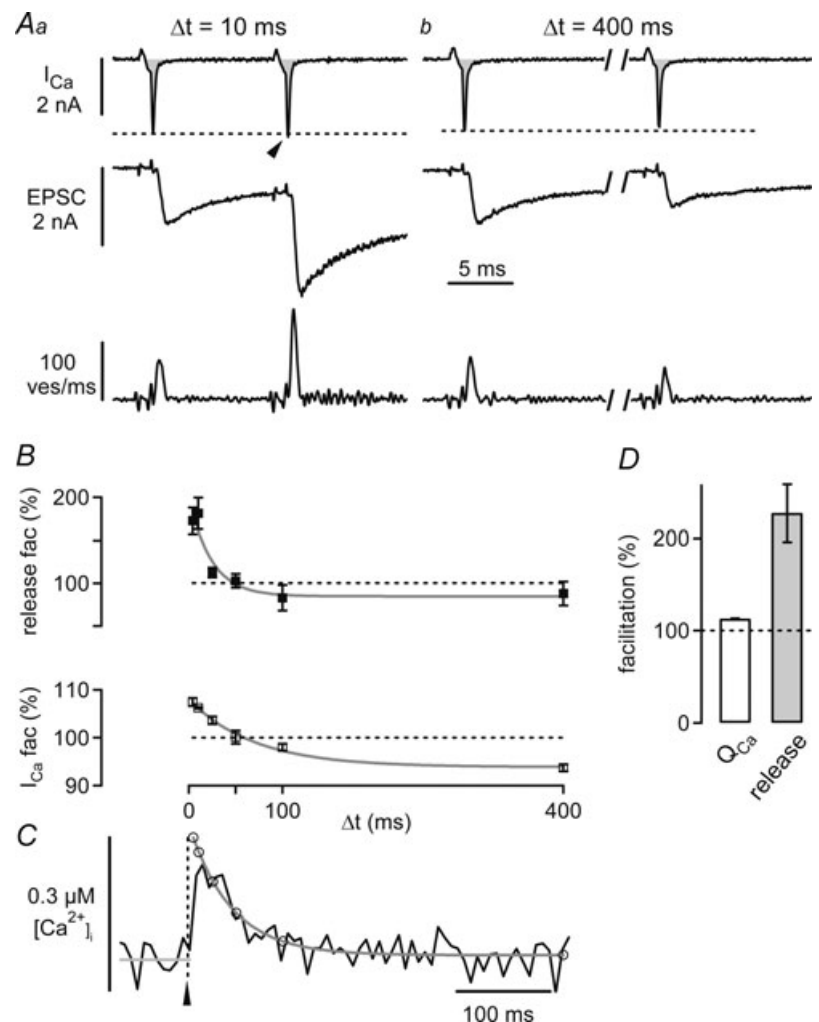 Aa Δt = 10 ms b Δt = 400 ms
I_Ca
2 nA
EPSC
2 nA
5 ms
100
ves/ms
B
release fac (%)
200
100
I_Ca fac (%)
110
100
90
0 100 400
Δt (ms)
D
facilitation (%)
200
100
0
Q_Ca release
C
0.3 µM
[Ca²⁺]ᵢ
100 ms